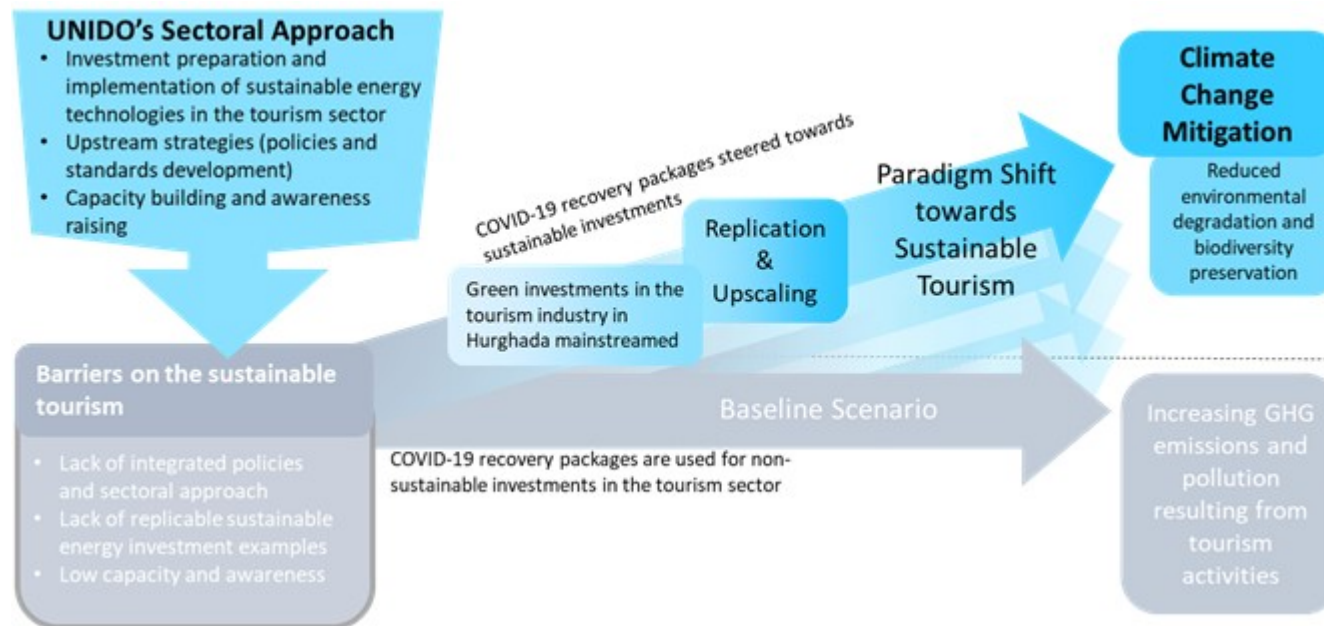 UNIDO's Sectoral Approach
• Investment preparation and
implementation of sustainable energy
technologies in the tourism sector
• Upstream strategies (policies and
standards development)
• Capacity building and awareness
raising
COVID-19 recovery packages steered towards
sustainable investments
Green investments in the
tourism industry in
Hurghada mainstreamed
Replication
&
Upscaling
Paradigm Shift
towards
Sustainable
Tourism
Climate
Change
Mitigation
Reduced
environmental
degradation and
biodiversity
preservation
Barriers on the sustainable
tourism
• Lack of integrated policies
and sectoral approach
• Lack of replicable sustainable
energy investment examples
• Low capacity and awareness
Baseline Scenario
COVID-19 recovery packages are used for non-
sustainable investments in the tourism sector
Increasing GHG
emissions and
pollution
resulting from
tourism
activities